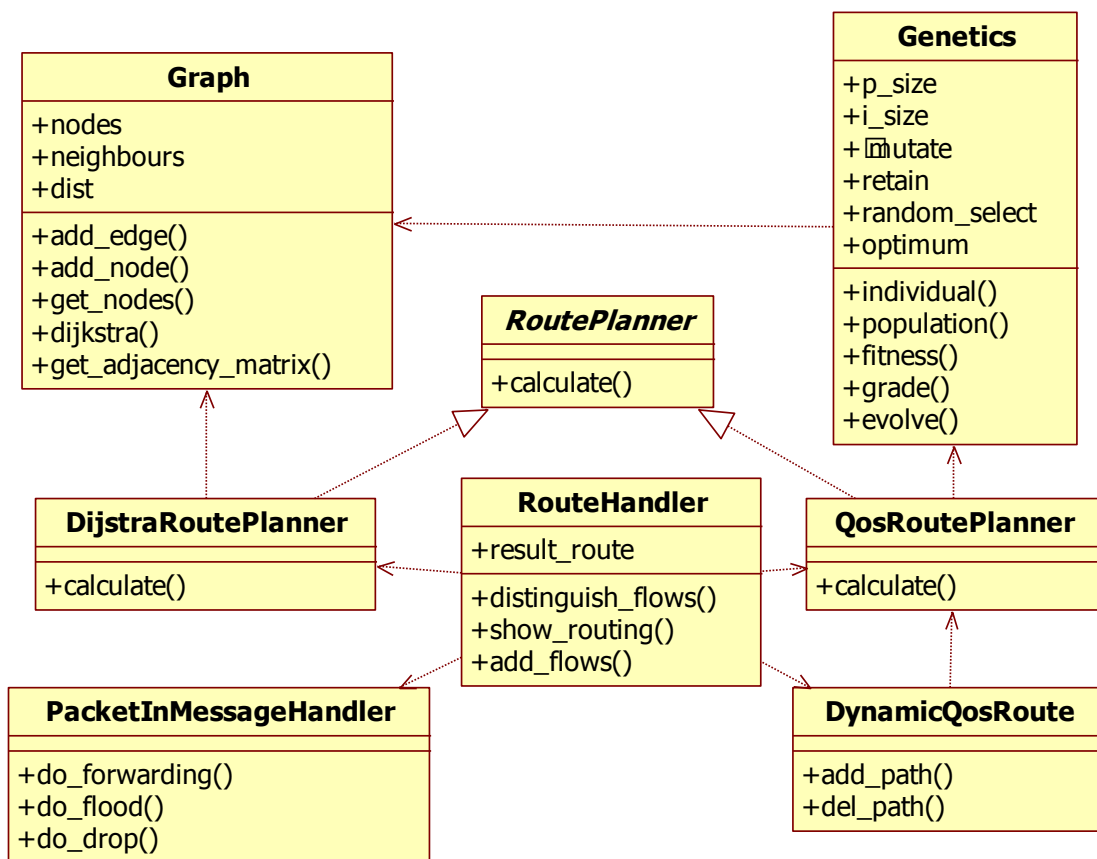 Graph
+nodes
+neighbours
+dist
+add_edge()
+add_node()
+get_nodes()
+dijkstra()
+get_adjacency_matrix()
Genetics
+p_size
+i_size
+□mutate
+retain
+random_select
+optimum
+individual()
+population()
+fitness()
+grade()
+evolve()
RoutePlanner
+calculate()
DijstraRoutePlanner
+calculate()
RouteHandler
+result_route
+distinguish_flows()
+show_routing()
+add_flows()
QosRoutePlanner
+calculate()
PacketInMessageHandler
+do_forwarding()
+do_flood()
+do_drop()
DynamicQosRoute
+add_path()
+del_path()